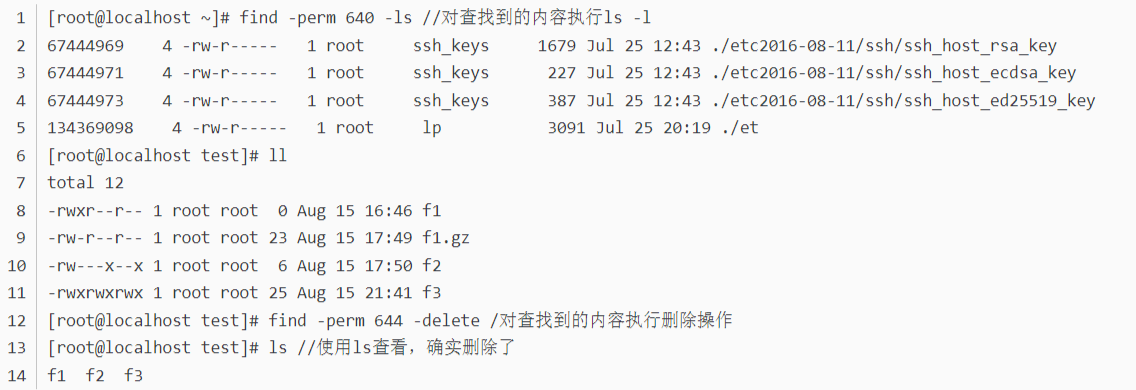 1 [root@localhost ~]# find -perm 640 -ls //对查找到的内容执行ls -l
2 67444969    4 -rw-r-----   1 root     ssh_keys     1679 Jul 25 12:43 ./etc2016-08-11/ssh/ssh_host_rsa_key
3 67444971    4 -rw-r-----   1 root     ssh_keys      227 Jul 25 12:43 ./etc2016-08-11/ssh/ssh_host_ecdsa_key
4 67444973    4 -rw-r-----   1 root     ssh_keys      387 Jul 25 12:43 ./etc2016-08-11/ssh/ssh_host_ed25519_key
5 134369098    4 -rw-r-----   1 root     lp           3091 Jul 25 20:19 ./et
6 [root@localhost test]# ll
7 total 12
8 -rwxr--r-- 1 root root  0 Aug 15 16:46 f1
9 -rw-r--r-- 1 root root 23 Aug 15 17:49 f1.gz
10 -rw---x--x 1 root root  6 Aug 15 17:50 f2
11 -rwxrwxrwx 1 root root 25 Aug 15 21:41 f3
12 [root@localhost test]# find -perm 644 -delete /对查找到的内容执行删除操作
13 [root@localhost test]# ls //使用ls查看，确实删除了
14 f1  f2  f3